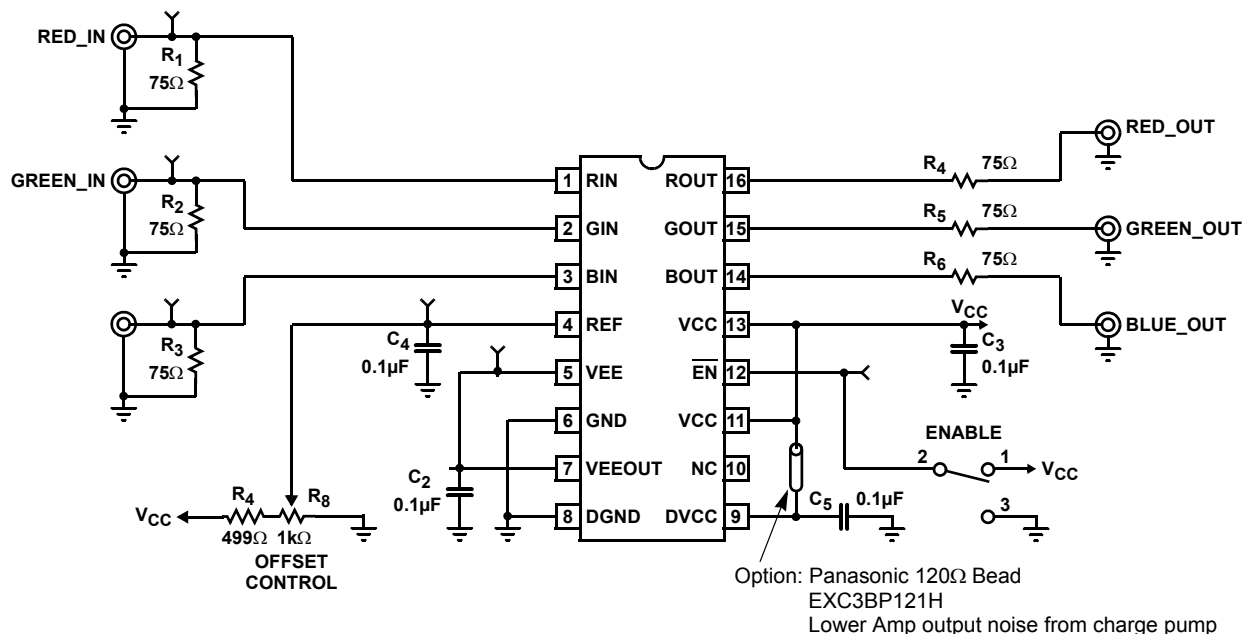 RED_IN
R1
75Ω
GREEN_IN
R2
75Ω
R3
75Ω
1 RIN ROUT 16
2 GIN GOUT 15
3 BIN BOUT 14
4 REF VCC 13
5 VEE EN 12
6 GND VCC 11
7 VEEOUT NC 10
8 DGND DVCC 9
R4 75Ω
RED_OUT
R5 75Ω
GREEN_OUT
R6 75Ω
BLUE_OUT
VCC
C3
0.1µF
C4
0.1µF
C2
0.1µF
VCC
R4 R8
499Ω 1kΩ
OFFSET
CONTROL
ENABLE
2 1
VCC
3
C5 0.1µF
Option: Panasonic 120Ω Bead
EXC3BP121H
Lower Amp output noise from charge pump